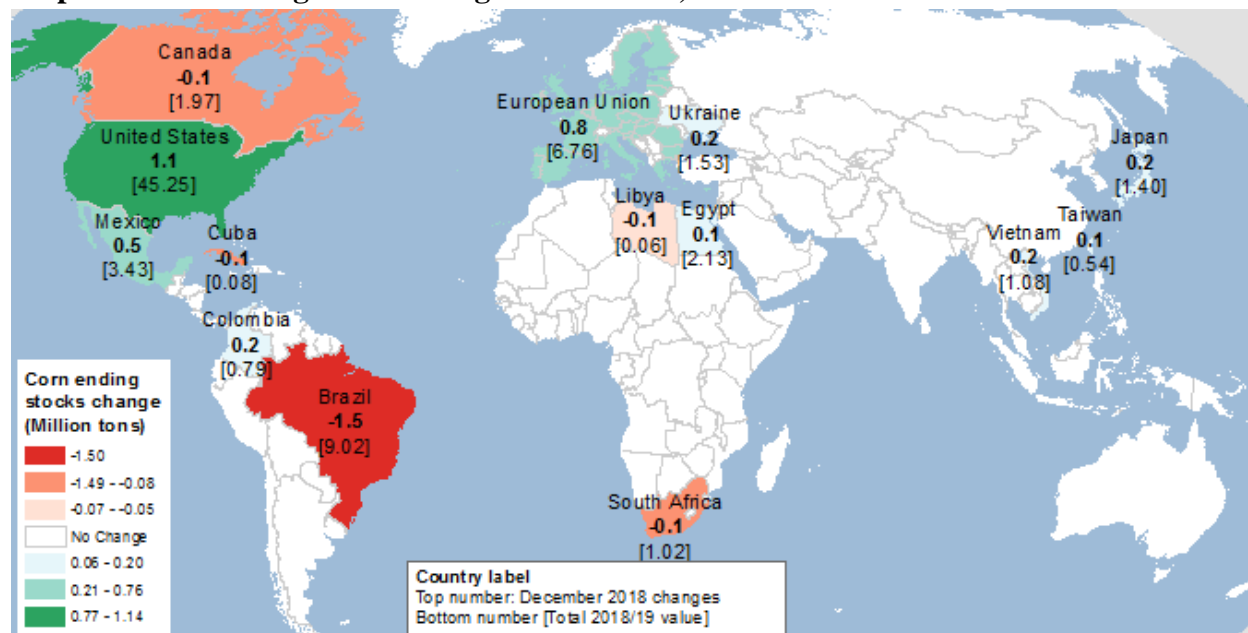 Canada
-0.1
[1.97]
United States
1.1
[45.25]
Mexico
0.5
[3.43]
Cuba
-0.1
[0.08]
Colombia
0.2
[0.79]
Brazil
-1.5
[9.02]
European Union
0.8
[6.76]
Ukraine
0.2
[1.53]
Libya
-0.1
[0.06]
Egypt
0.1
[2.13]
South Africa
-0.1
[1.02]
Japan
0.2
[1.40]
Taiwan
0.1
[0.54]
Vietnam
0.2
[1.08]
Corn ending
stocks change
(Million tons)
-1.50
-1.49 - -0.08
-0.07 - -0.05
No Change
0.06 - 0.20
0.21 - 0.76
0.77 - 1.14
Country label
Top number: December 2018 changes
Bottom number [Total 2018/19 value]